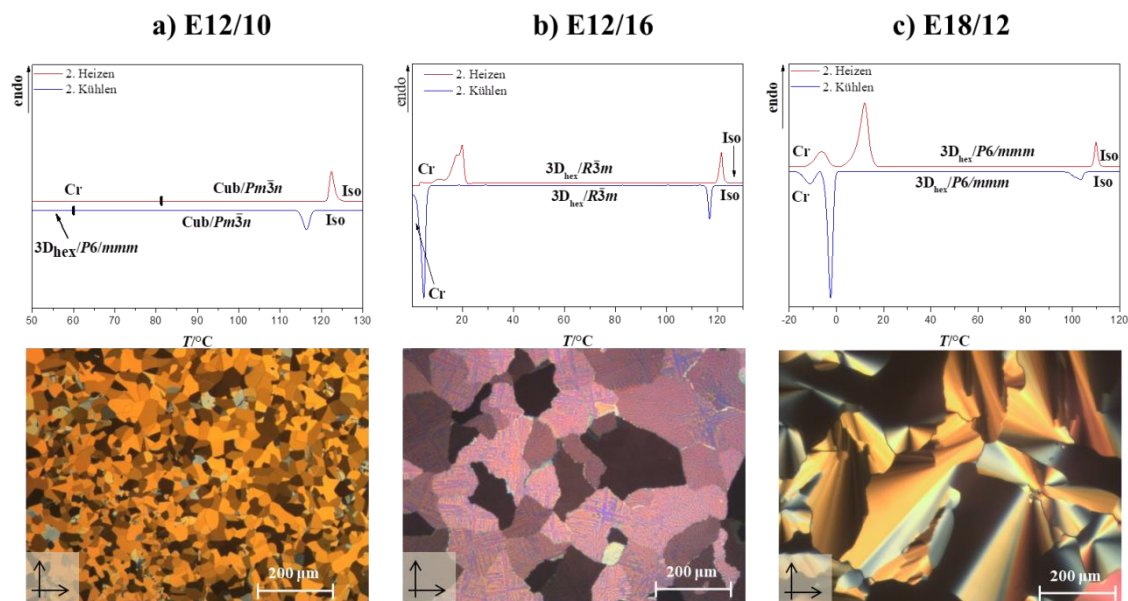 a) E12/10
b) E12/16
c) E18/12
endo
2. Heizen
2. Kühlen
Cr
Cub/Pm3̄n
Iso
Cub/Pm3̄n
Iso
3Dhex/P6/mmm
50 60 70 80 90 100 110 120 130
T/°C
endo
2. Heizen
2. Kühlen
Cr
3Dhex/R3̄m
Iso
3Dhex/R3̄m
Iso
Cr
20 40 60 80 100 120
T/°C
endo
2. Heizen
2. Kühlen
Cr
3Dhex/P6/mmm
Iso
Cr
3Dhex/P6/mmm
Iso
-20 0 20 40 60 80 100 120
T/°C
200 µm
200 µm
200 µm